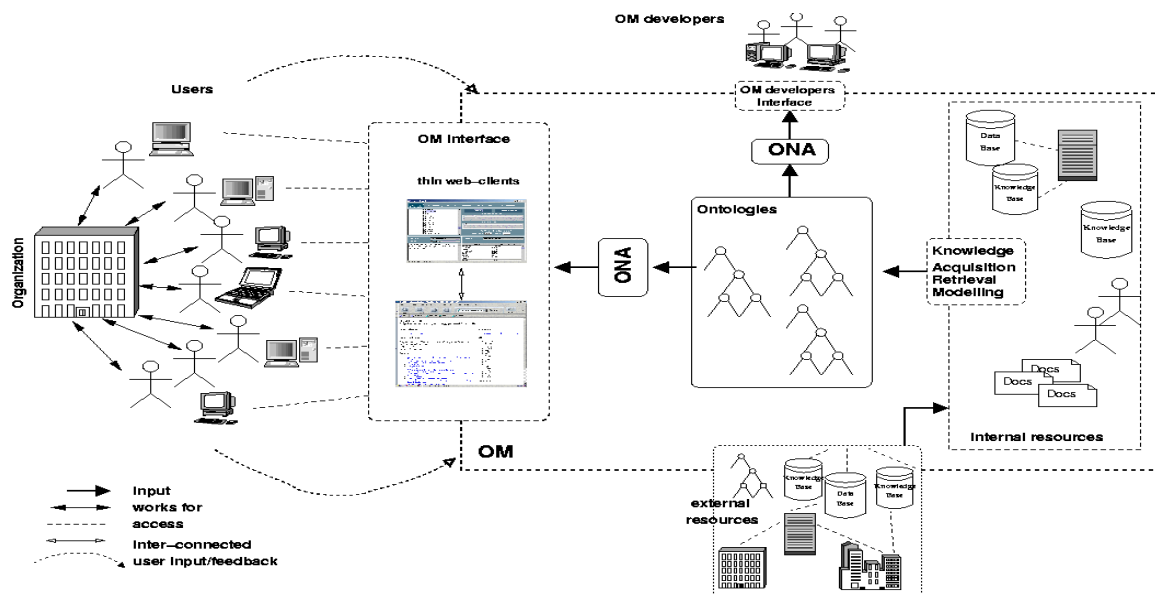 OM developers
Users
OM developers
Interface
OM Interface
thin web-clients
ONA
Data
Base
Knowledge
Base
Knowledge
Base
Ontologies
ONA
Knowledge
Acquisition
Retrieval
Modelling
Organization
Docs
Docs
Docs
Internal resources
OM
external
resources
Knowledge
Base
Data
Base
Knowledge
Base
Input
works for
access
Inter-connected
user input/feedback